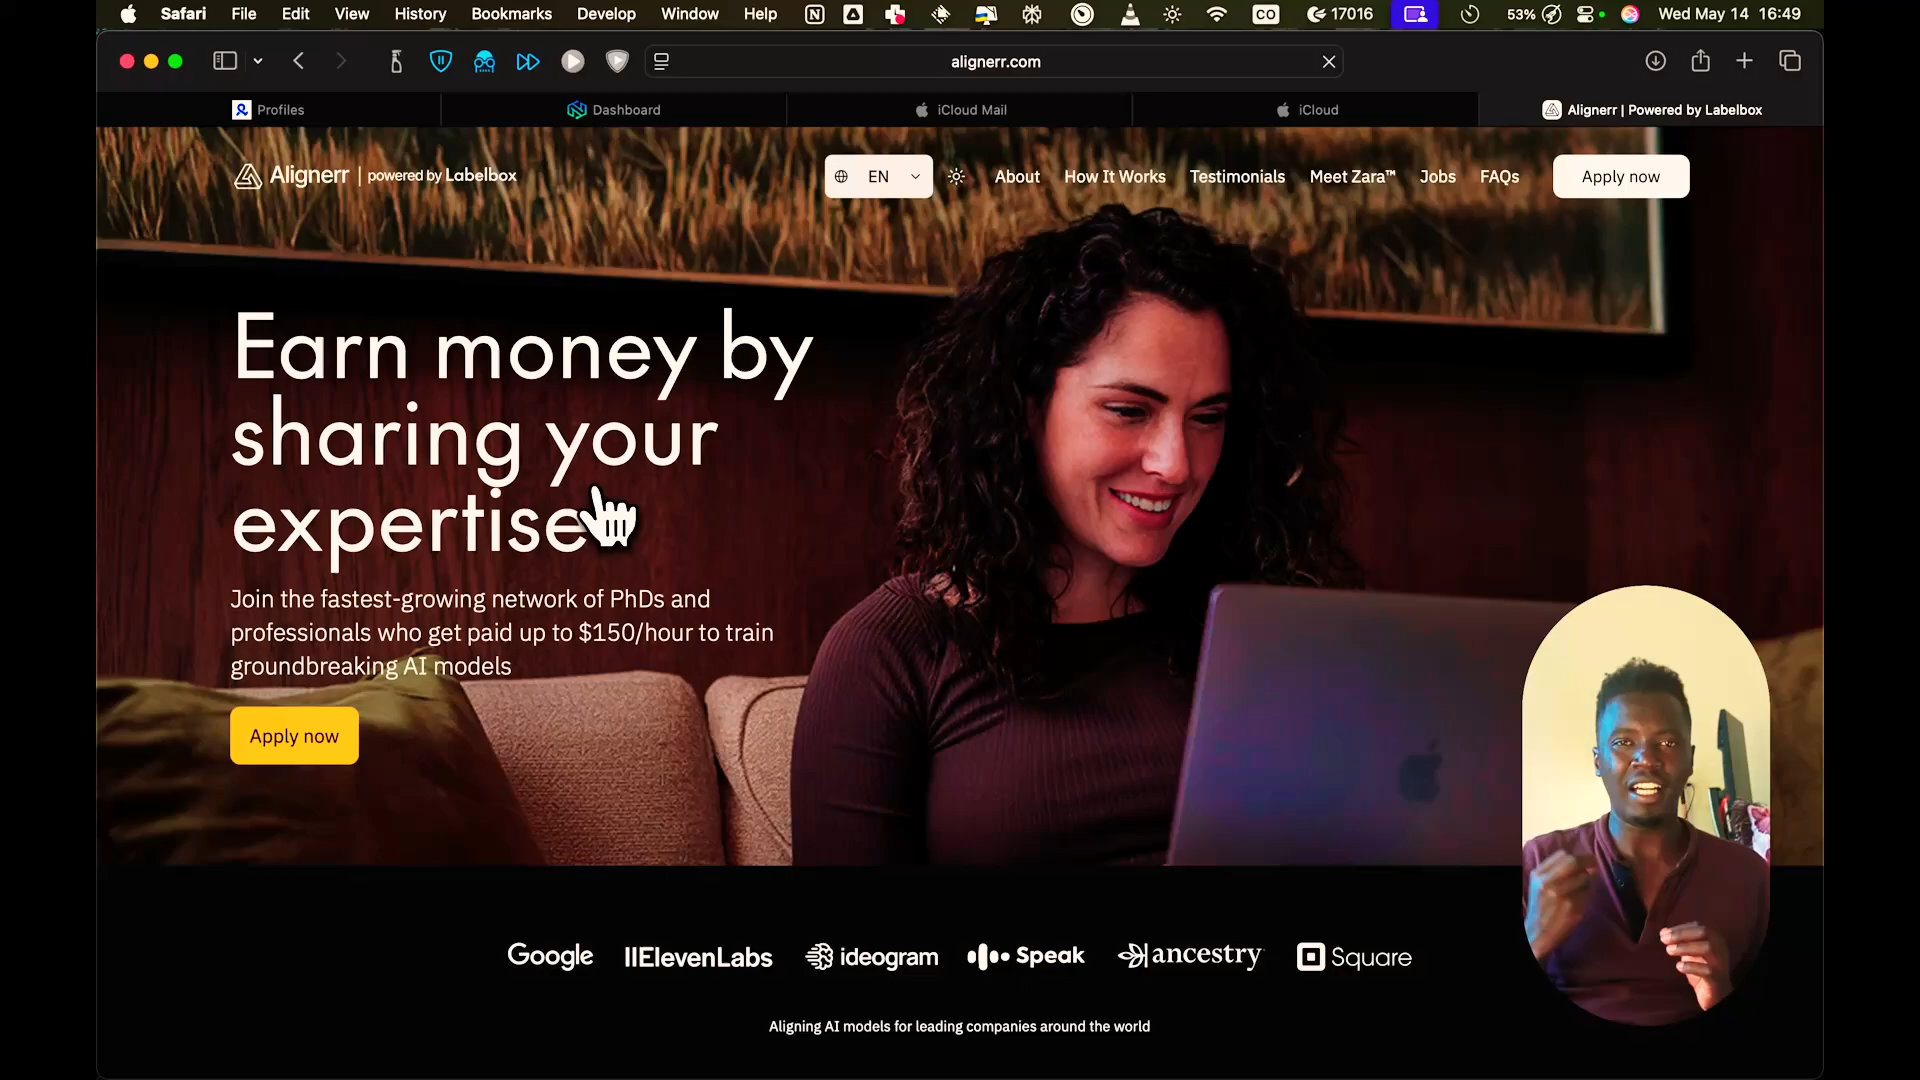 Safari File Edit View History Bookmarks Develop Window Help CO 17016 53% Wed May 14 16:49
alignerr.com
Profiles Dashboard iCloud Mail iCloud Alignerr | Powered by Labelbox
Alignerr | powered by Labelbox EN About How It Works Testimonials Meet Zara™ Jobs FAQs Apply now
Earn money by
sharing your
expertise
Join the fastest-growing network of PhDs and
professionals who get paid up to $150/hour to train
groundbreaking AI models
Apply now
Google IIElevenLabs ideogram Speak ancestry Square
Aligning AI models for leading companies around the world